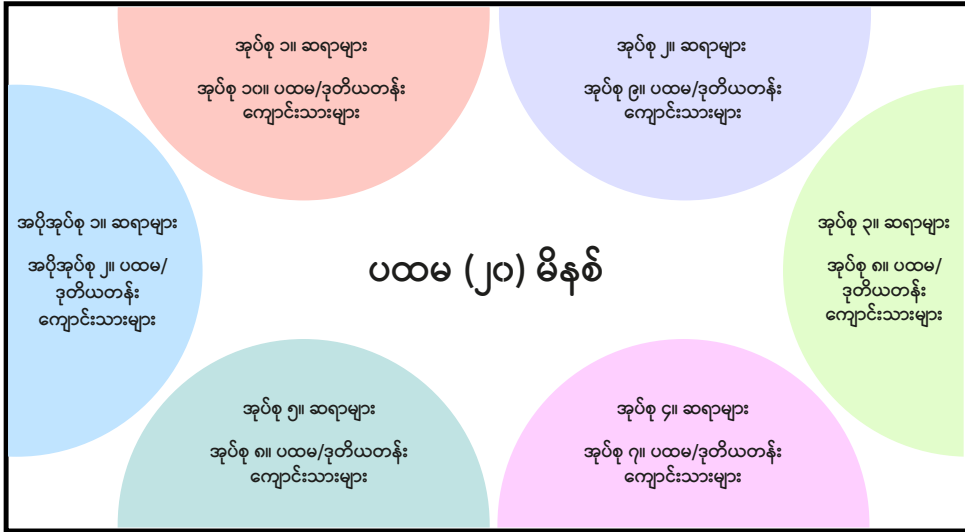 အုပ်စု ၁။ ဆရာများ
အုပ်စု ၁၀။ ပထမ/ဒုတိယတန်း
ကျောင်းသားများ
အုပ်စု ၂။ ဆရာများ
အုပ်စု ၉။ ပထမ/ဒုတိယတန်း
ကျောင်းသားများ
အပိုအုပ်စု ၁။ ဆရာများ
အပိုအုပ်စု ၂။ ပထမ/
ဒုတိယတန်း
ကျောင်းသားများ
ပထမ (၂၀) မိနစ်
အုပ်စု ၃။ ဆရာများ
အုပ်စု ၈။ ပထမ/
ဒုတိယတန်း
ကျောင်းသားများ
အုပ်စု ၅။ ဆရာများ
အုပ်စု ၈။ ပထမ/ဒုတိယတန်း
ကျောင်းသားများ
အုပ်စု ၄။ ဆရာများ
အုပ်စု ၇။ ပထမ/ဒုတိယတန်း
ကျောင်းသားများ